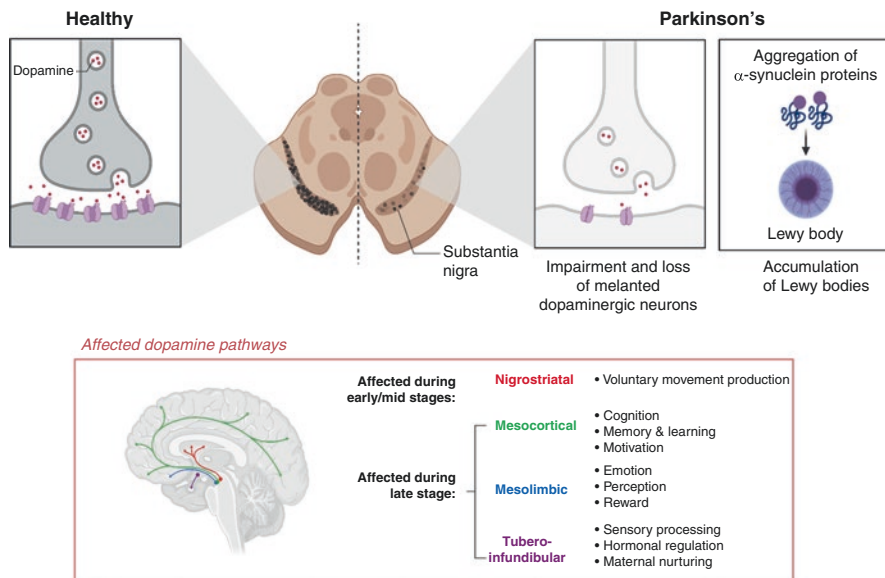 Healthy
Parkinson's
Dopamine
Aggregation of
α-synuclein proteins
Lewy body
Substantia
nigra
Impairment and loss
of melanted
dopaminergic neurons
Accumulation
of Lewy bodies
Affected dopamine pathways
Affected during
early/mid stages:
Nigrostriatal
• Voluntary movement production
Mesocortical
• Cognition
• Memory & learning
• Motivation
Affected during
late stage:
Mesolimbic
• Emotion
• Perception
• Reward
Tubero-
infundibular
• Sensory processing
• Hormonal regulation
• Maternal nurturing